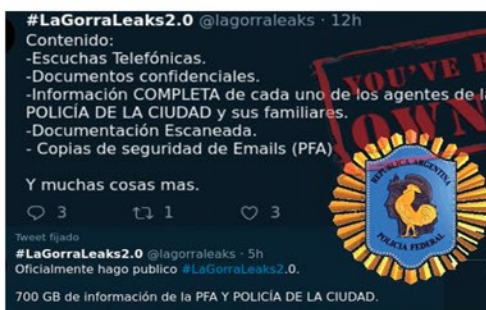 #LaGorraLeaks2.0 @lagorraleaks · 12h
Contenido:
-Escuchas Telefónicas.
-Documentos confidenciales.
-Información COMPLETA de cada uno de los agentes de la
POLICÍA DE LA CIUDAD y sus familiares.
-Documentación Escaneada.
- Copias de seguridad de Emails (PFA)
Y muchas cosas mas.
3 1 3
YOU'VE B
OWN
REPUBLICA ARGENTINA
POLICIA FEDERAL
Tweet fijado
#LaGorraLeaks2.0 @lagorraleaks · 5h
Oficialmente hago publico #LaGorraLeaks2.0.
700 GB de información de la PFA Y POLICÍA DE LA CIUDAD.